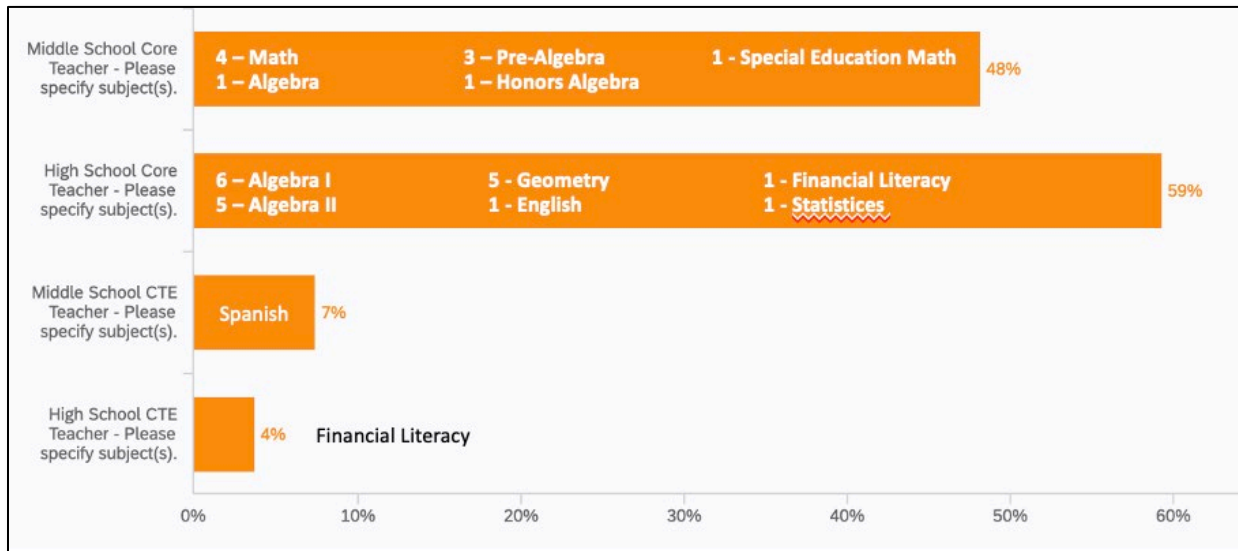 Middle School Core
Teacher - Please
specify subject(s).
4 – Math 3 – Pre-Algebra 1 - Special Education Math
1 – Algebra 1 – Honors Algebra
48%
High School Core
Teacher - Please
specify subject(s).
6 – Algebra I 5 - Geometry 1 - Financial Literacy
5 – Algebra II 1 - English 1 - Statistices
59%
Middle School CTE
Teacher - Please
specify subject(s).
Spanish
7%
High School CTE
Teacher - Please
specify subject(s).
4%
Financial Literacy
0% 10% 20% 30% 40% 50% 60%